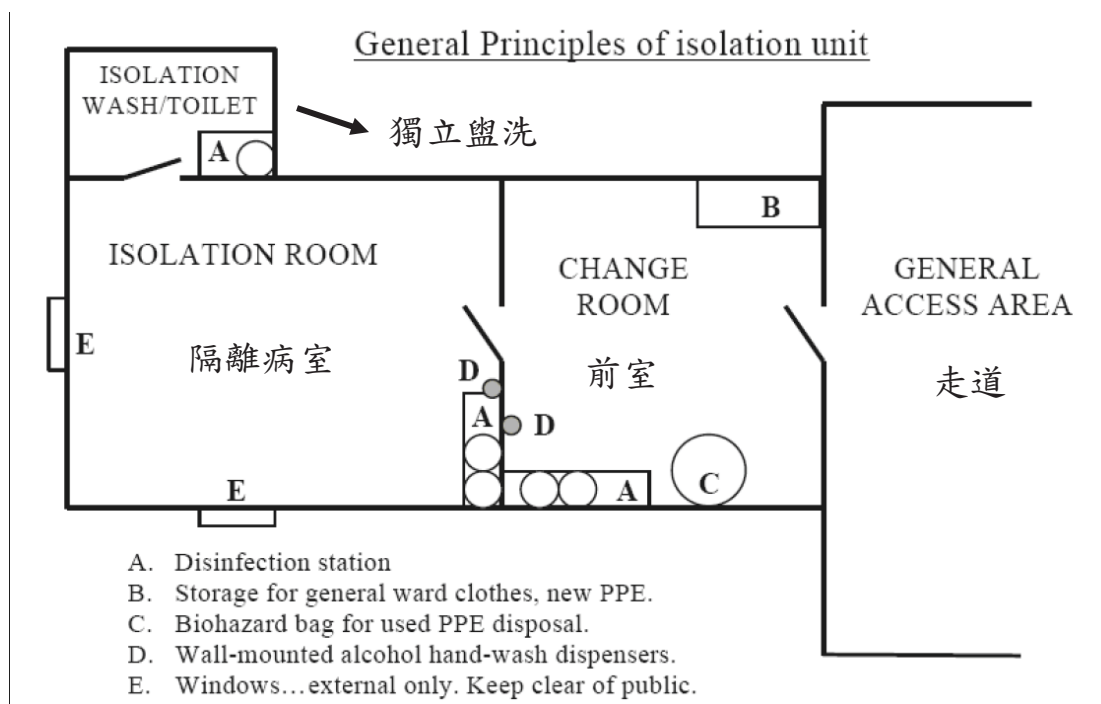 General Principles of isolation unit
ISOLATION
WASH/TOILET
獨立盥洗
A
B
ISOLATION ROOM
CHANGE
ROOM
GENERAL
ACCESS AREA
E
隔離病室
前室
走道
D
A
D
E
A
C
A. Disinfection station
B. Storage for general ward clothes, new PPE.
C. Biohazard bag for used PPE disposal.
D. Wall-mounted alcohol hand-wash dispensers.
E. Windows…external only. Keep clear of public.